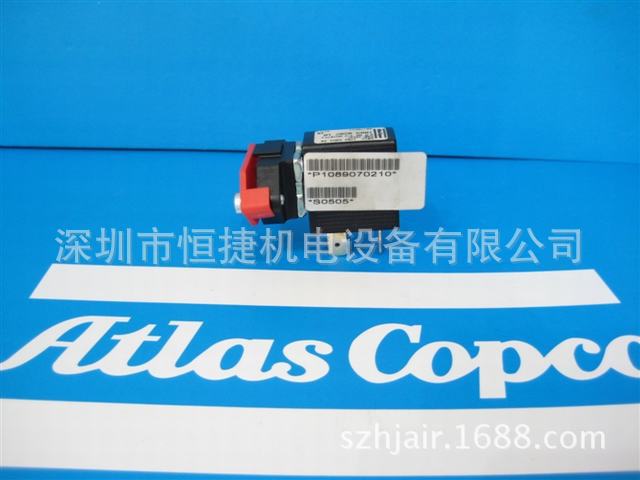 "P1089070210"
"S0505"
深圳市恒捷机电设备有限公司
Atlas Copco
szhjair.1688.com